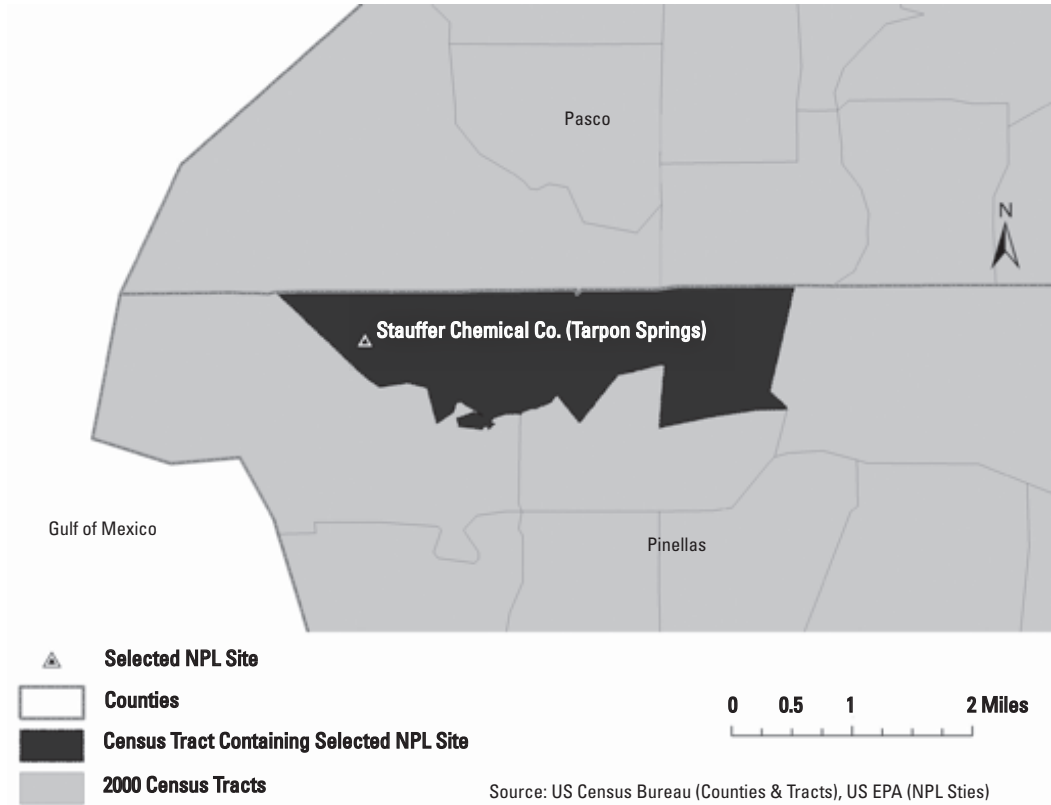 Pasco
N
Stauffer Chemical Co. (Tarpon Springs)
Gulf of Mexico
Pinellas
Selected NPL Site
Counties
Census Tract Containing Selected NPL Site
2000 Census Tracts
0 0.5 1 2 Miles
Source: US Census Bureau (Counties & Tracts), US EPA (NPL Sties)